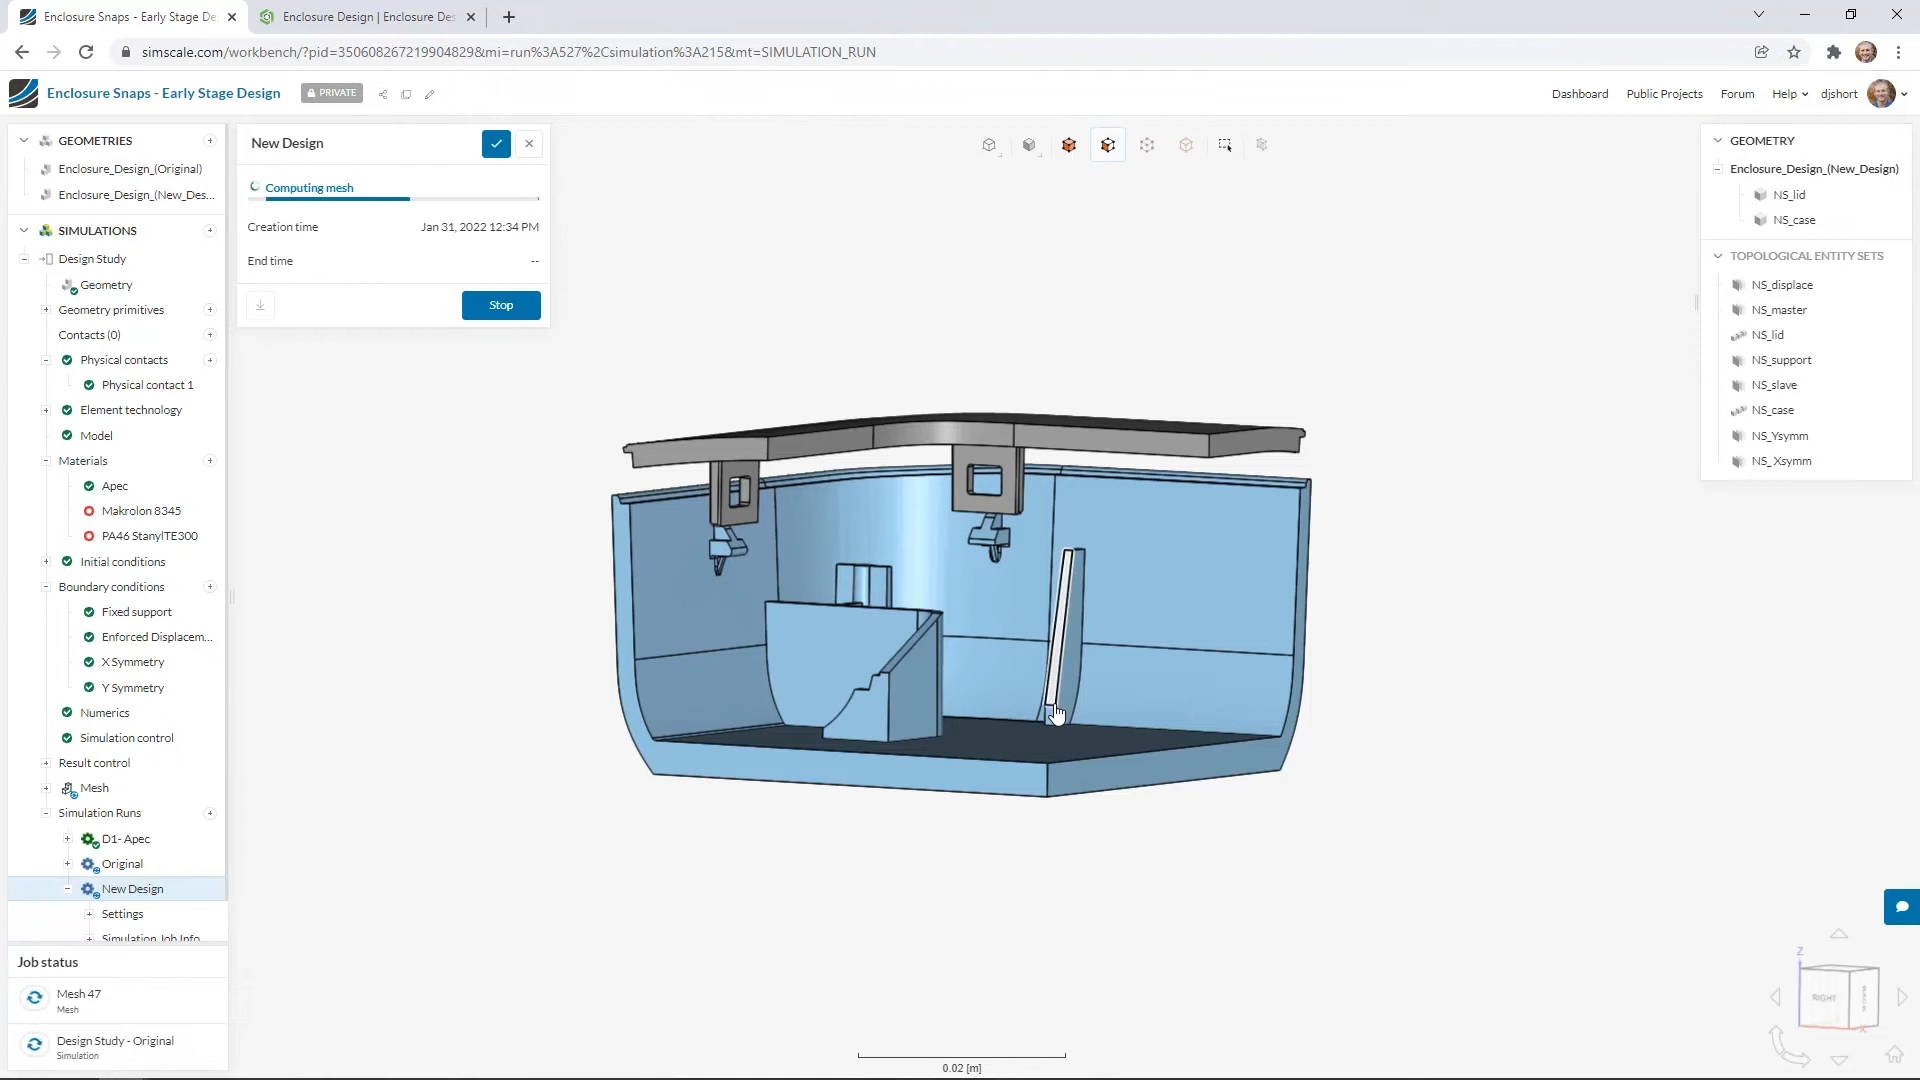 Enclosure Snaps - Early Stage De
Enclosure Design | Enclosure Des
simscale.com/workbench/?pid=350608267219904829&mi=run%3A527%2Csimulation%3A215&mt=SIMULATION_RUN
Enclosure Snaps - Early Stage Design
PRIVATE
Dashboard
Public Projects
Forum
Help
djshort
GEOMETRIES
Enclosure_Design_(Original)
Enclosure_Design_(New_Des...
SIMULATIONS
Design Study
Geometry
Geometry primitives
Contacts (0)
Physical contacts
Physical contact 1
Element technology
Model
Materials
Apec
Makrolon 8345
PA46 StanylTE300
Initial conditions
Boundary conditions
Fixed support
Enforced Displacem...
X Symmetry
Y Symmetry
Numerics
Simulation control
Result control
Mesh
Simulation Runs
D1- Apec
Original
New Design
Settings
Simulation Job Info
Job status
Mesh 47
Mesh
Design Study - Original
Simulation
New Design
Computing mesh
Creation time
Jan 31, 2022 12:34 PM
End time
--
Stop
0.02 [m]
GEOMETRY
Enclosure_Design_(New_Design)
NS_lid
NS_case
TOPOLOGICAL ENTITY SETS
NS_displace
NS_master
NS_lid
NS_support
NS_slave
NS_case
NS_Ysymm
NS_Xsymm
Z
RIGHT
X